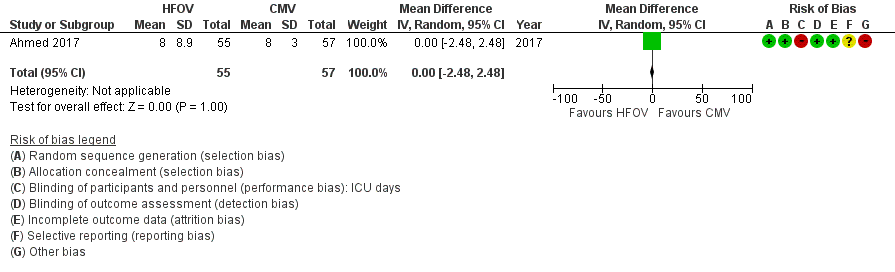 HFOV CMV Mean Difference Mean Difference Risk of Bias
Study or Subgroup Mean SD Total Mean SD Total Weight IV, Random, 95% CI Year IV, Random, 95% CI A B C D E F G
Ahmed 2017 8 8.9 55 8 3 57 100.0% 0.00 [-2.48, 2.48] 2017 + + - + + ? -
Total (95% CI) 55 57 100.0% 0.00 [-2.48, 2.48]
Heterogeneity: Not applicable
Test for overall effect: Z = 0.00 (P = 1.00)
-100 -50 0 50 100
Favours HFOV Favours CMV
Risk of bias legend
(A) Random sequence generation (selection bias)
(B) Allocation concealment (selection bias)
(C) Blinding of participants and personnel (performance bias): ICU days
(D) Blinding of outcome assessment (detection bias)
(E) Incomplete outcome data (attrition bias)
(F) Selective reporting (reporting bias)
(G) Other bias